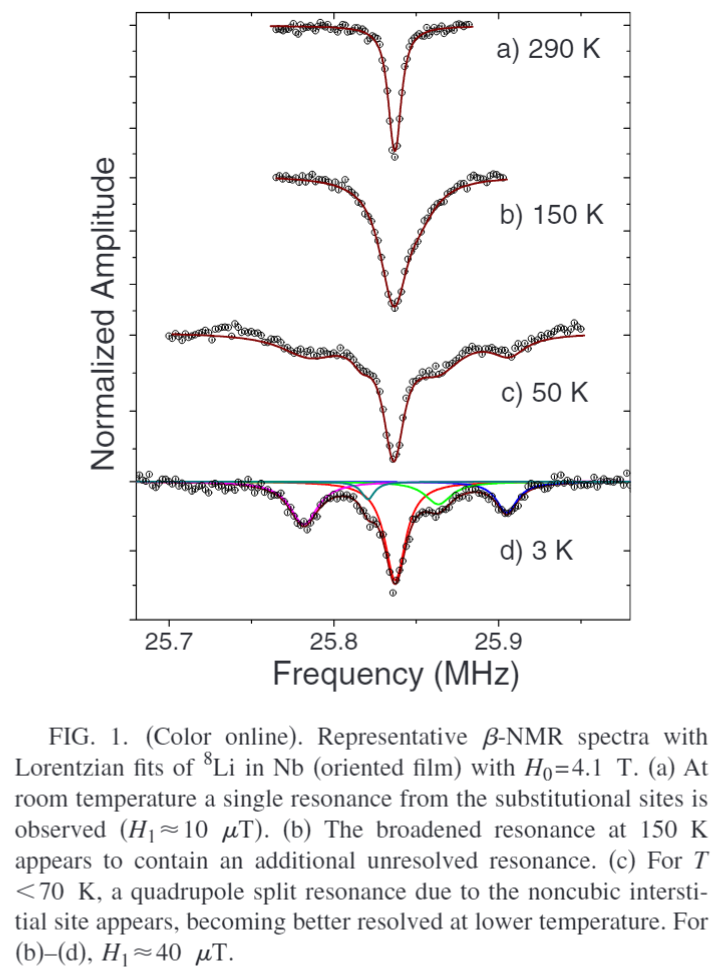 a) 290 K
b) 150 K
c) 50 K
d) 3 K
Normalized Amplitude
25.7 25.8 25.9
Frequency (MHz)
FIG. 1. (Color online). Representative β-NMR spectra with
Lorentzian fits of ⁸Li in Nb (oriented film) with H₀=4.1 T. (a) At
room temperature a single resonance from the substitutional sites is
observed (H₁≈10 μT). (b) The broadened resonance at 150 K
appears to contain an additional unresolved resonance. (c) For T
<70 K, a quadrupole split resonance due to the noncubic intersti-
tial site appears, becoming better resolved at lower temperature. For
(b)–(d), H₁≈40 μT.